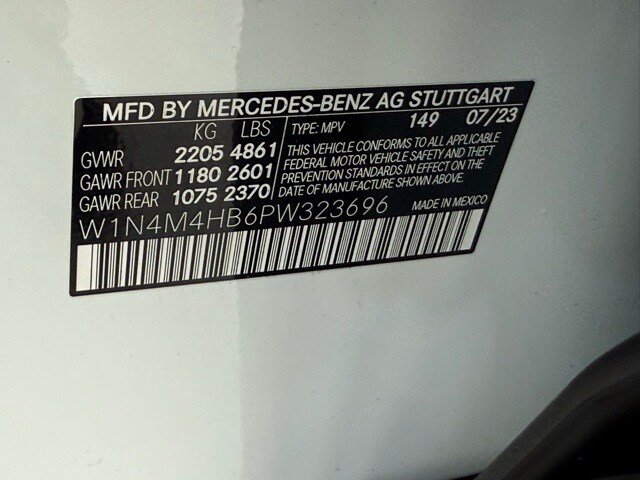 MFD BY MERCEDES-BENZ AG STUTTGART
KG LBS TYPE: MPV 149 07/23
GVWR 2205 4861
GAWR FRONT 1180 2601
GAWR REAR 1075 2370
THIS VEHICLE CONFORMS TO ALL APPLICABLE
FEDERAL MOTOR VEHICLE SAFETY AND THEFT
PREVENTION STANDARDS IN EFFECT ON THE
DATE OF MANUFACTURE SHOWN ABOVE.
MADE IN MEXICO
W1N4M4HB6PW323696